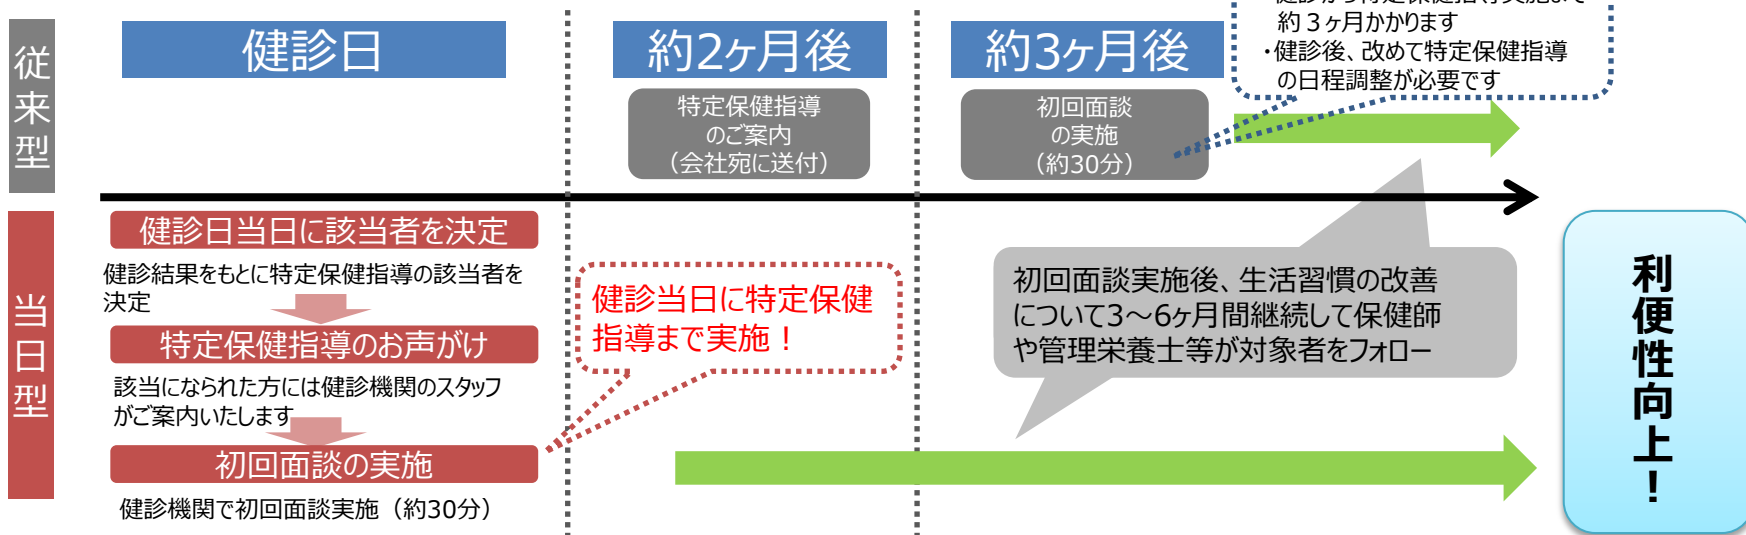 従来型
健診日
約2ヶ月後
約3ヶ月後
約３ヶ月かかります
・健診後、改めて特定保健指導
の日程調整が必要です
特定保健指導
のご案内
（会社宛に送付）
初回面談
の実施
（約30分）
当日型
健診日当日に該当者を決定
健診結果をもとに特定保健指導の該当者を
決定
特定保健指導のお声がけ
該当になられた方には健診機関のスタッフ
がご案内いたします
初回面談の実施
健診機関で初回面談実施（約30分）
健診当日に特定保健
指導まで実施！
初回面談実施後、生活習慣の改善
について3～6ヶ月間継続して保健師
や管理栄養士等が対象者をフォロー
利便性向上！